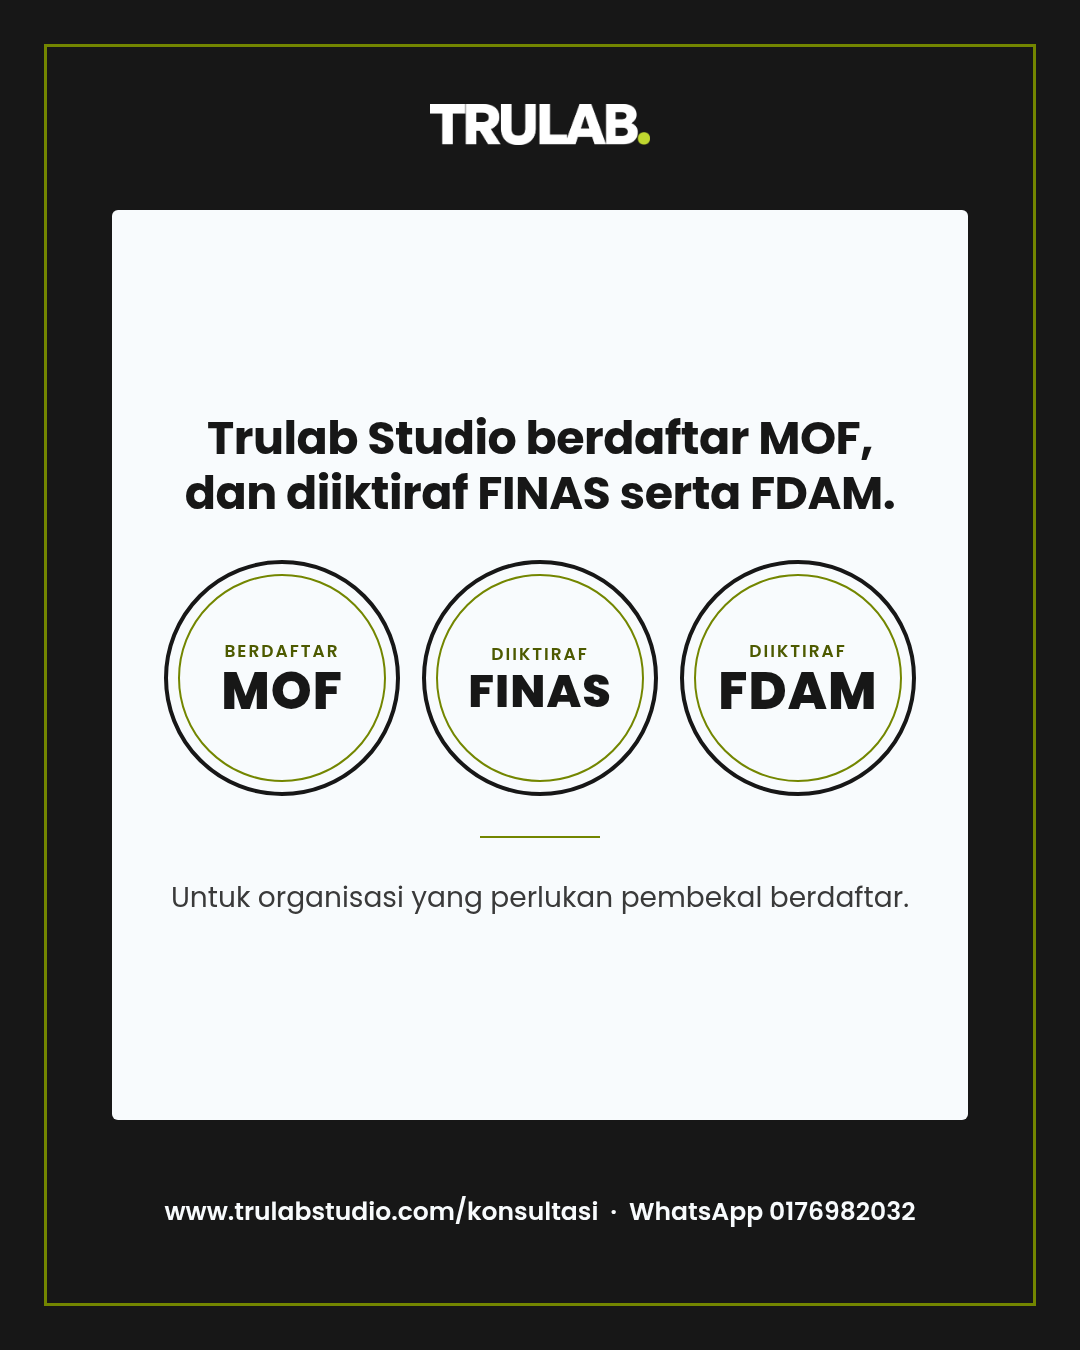 TRULAB.
Trulab Studio berdaftar MOF,
dan diiktiraf FINAS serta FDAM.
BERDAFTAR
MOF
DIIKTIRAF
FINAS
DIIKTIRAF
FDAM
Untuk organisasi yang perlukan pembekal berdaftar.
www.trulabstudio.com/konsultasi · WhatsApp 0176982032